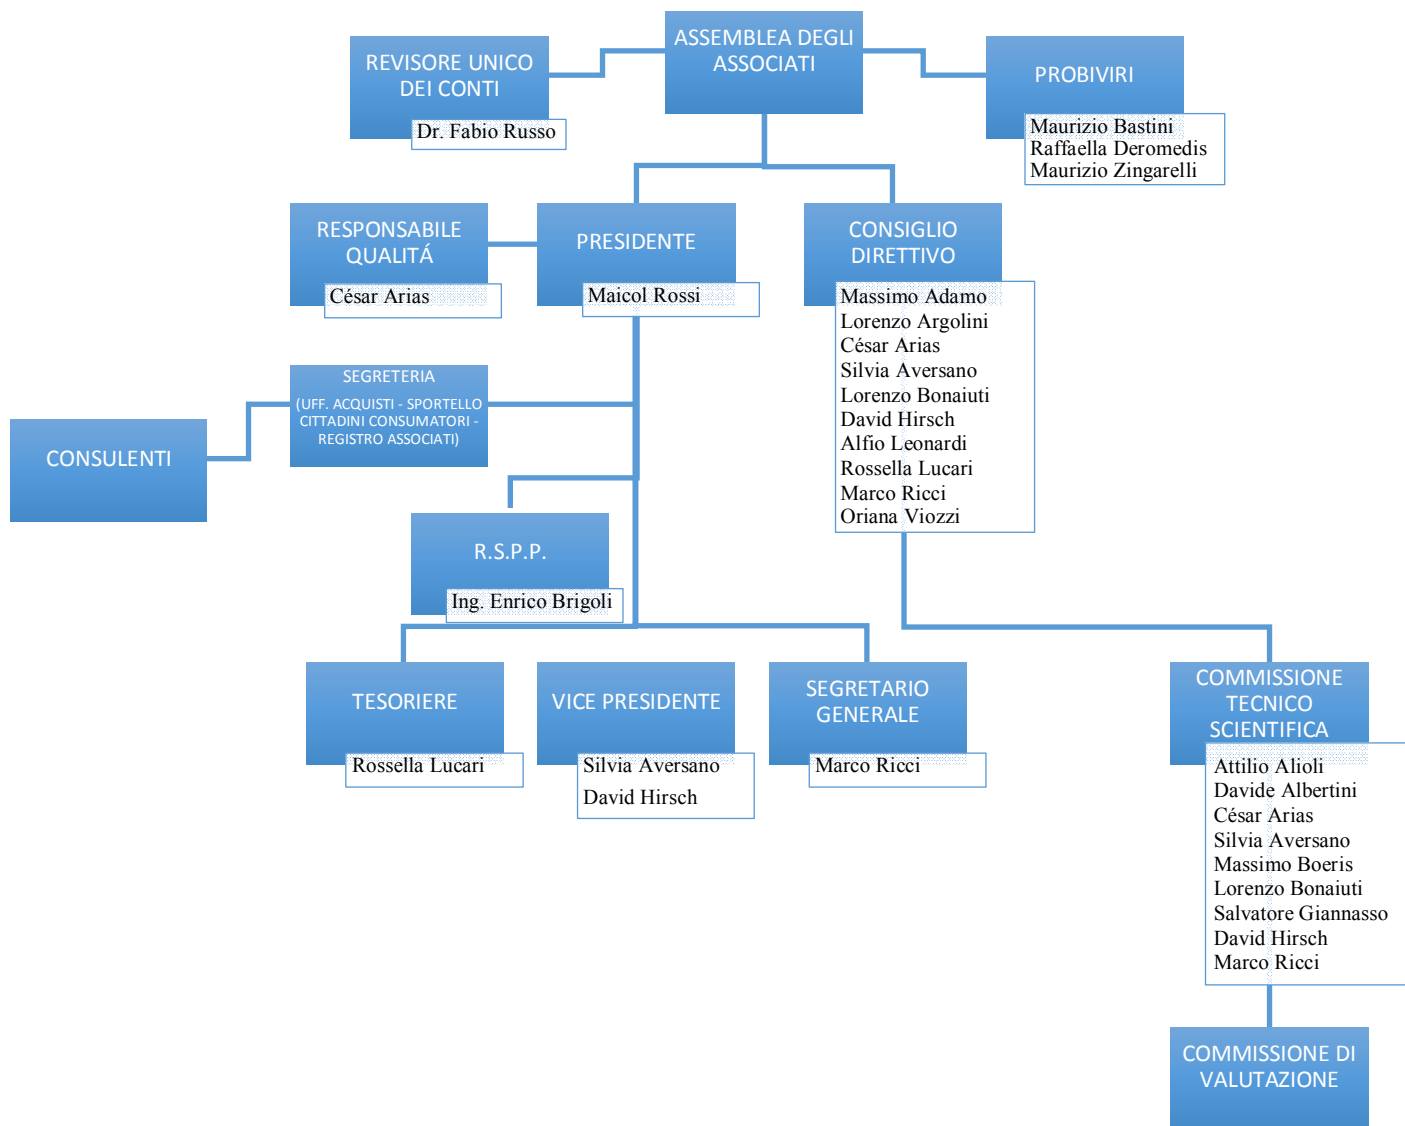 ASSEMBLEA DEGLI
ASSOCIATI
REVISORE UNICO
DEI CONTI
Dr. Fabio Russo
PROBIVIRI
Maurizio Bastini
Raffaella Deromedis
Maurizio Zingarelli
RESPONSABILE
QUALITÁ
César Arias
PRESIDENTE
Maicol Rossi
CONSIGLIO
DIRETTIVO
Massimo Adamo
Lorenzo Argolini
César Arias
Silvia Aversano
Lorenzo Bonaiuti
David Hirsch
Alfio Leonardi
Rossella Lucari
Marco Ricci
Oriana Viozzi
SEGRETERIA
(UFF. ACQUISTI - SPORTELLO
CITTADINI CONSUMATORI -
REGISTRO ASSOCIATI)
CONSULENTI
R.S.P.P.
Ing. Enrico Brigoli
TESORIERE
Rossella Lucari
VICE PRESIDENTE
Silvia Aversano
David Hirsch
SEGRETARIO
GENERALE
Marco Ricci
COMMISSIONE
TECNICO
SCIENTIFICA
Attilio Alioli
Davide Albertini
César Arias
Silvia Aversano
Massimo Boeris
Lorenzo Bonaiuti
Salvatore Giannasso
David Hirsch
Marco Ricci
COMMISSIONE DI
VALUTAZIONE